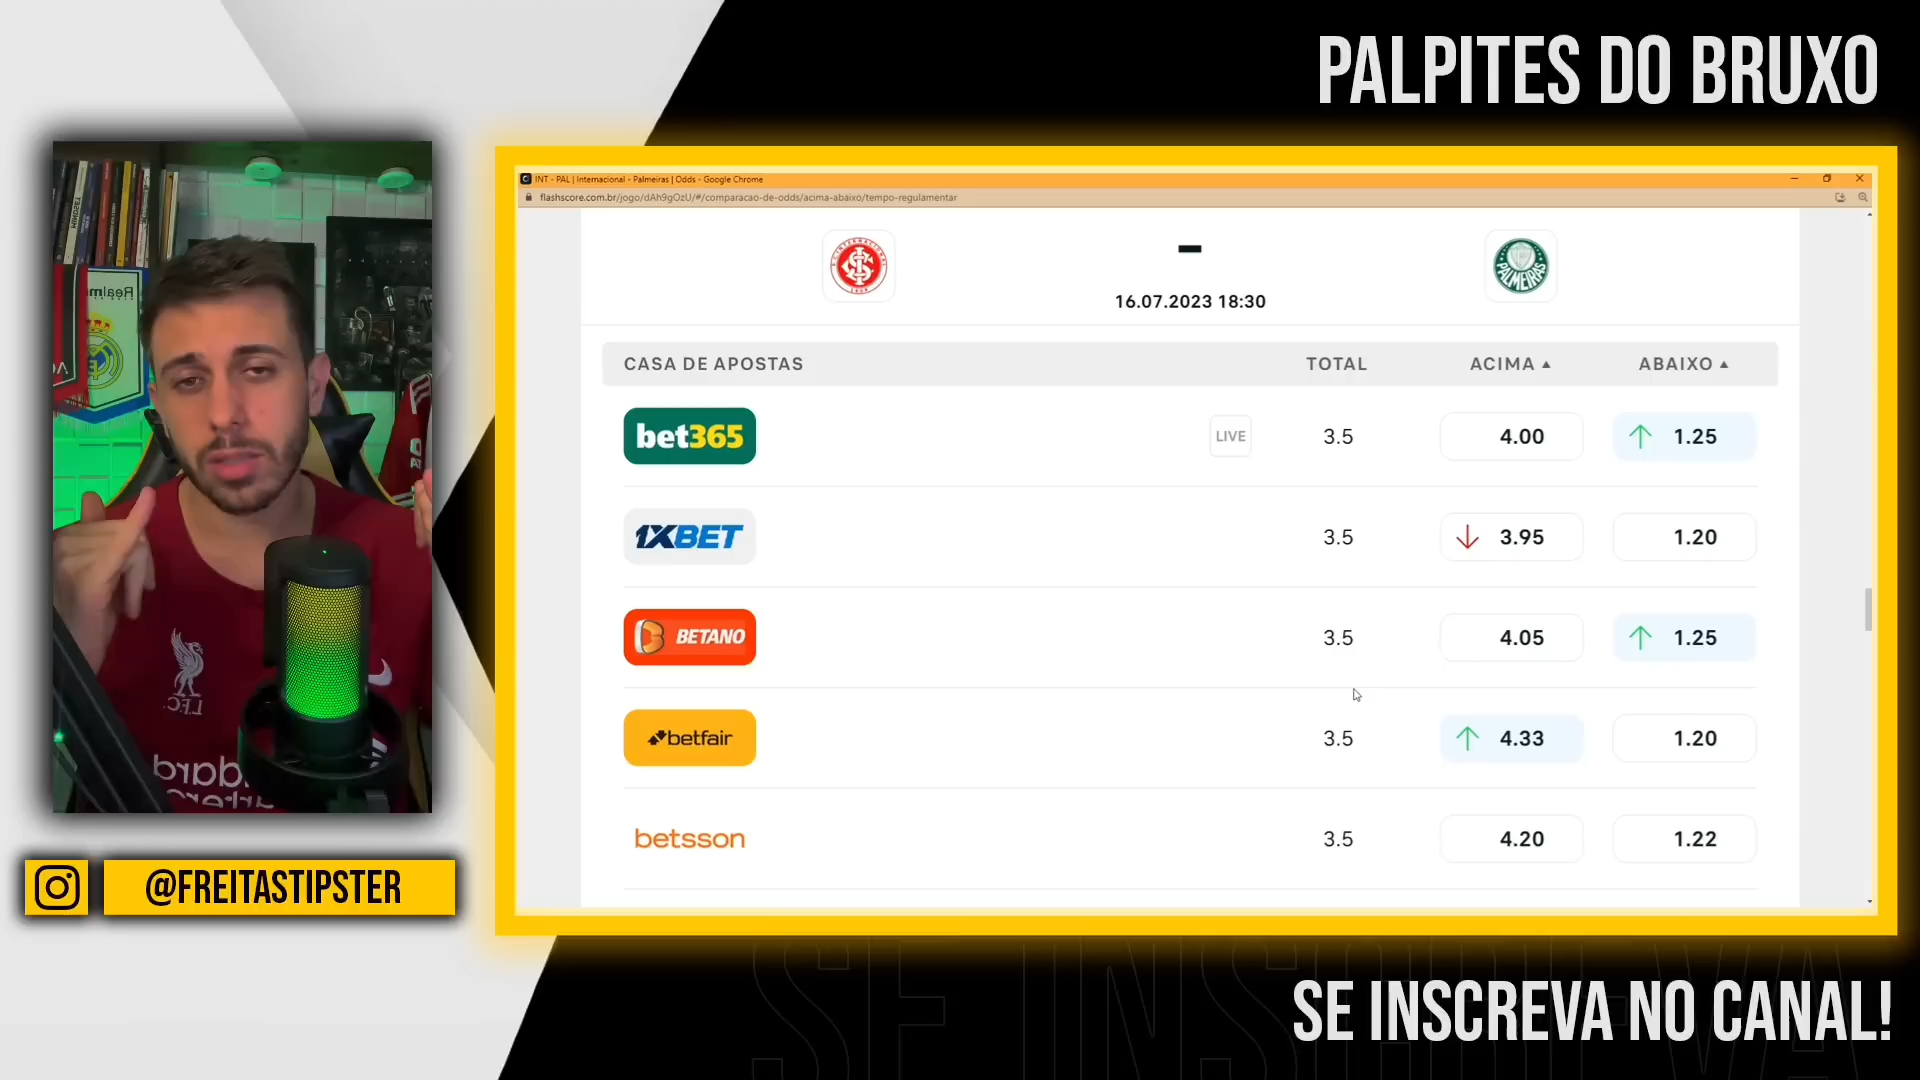 PALPITES DO BRUXO
INT - PAL | Internacional - Palmeiras | Odds - Google Chrome
flashscore.com.br/jogo/dAh9gOzU/#/comparacao-de-odds/acima-abaixo/tempo-regulamentar
PALMEIRAS
16.07.2023 18:30
CASA DE APOSTAS TOTAL ACIMA ABAIXO
bet365 LIVE 3.5 4.00 1.25
1XBET 3.5 3.95 1.20
BETANO 3.5 4.05 1.25
betfair 3.5 4.33 1.20
betsson 3.5 4.20 1.22
Realm
L.F.C.
@FREITASTIPSTER
SE INSCREVA NO CANAL!